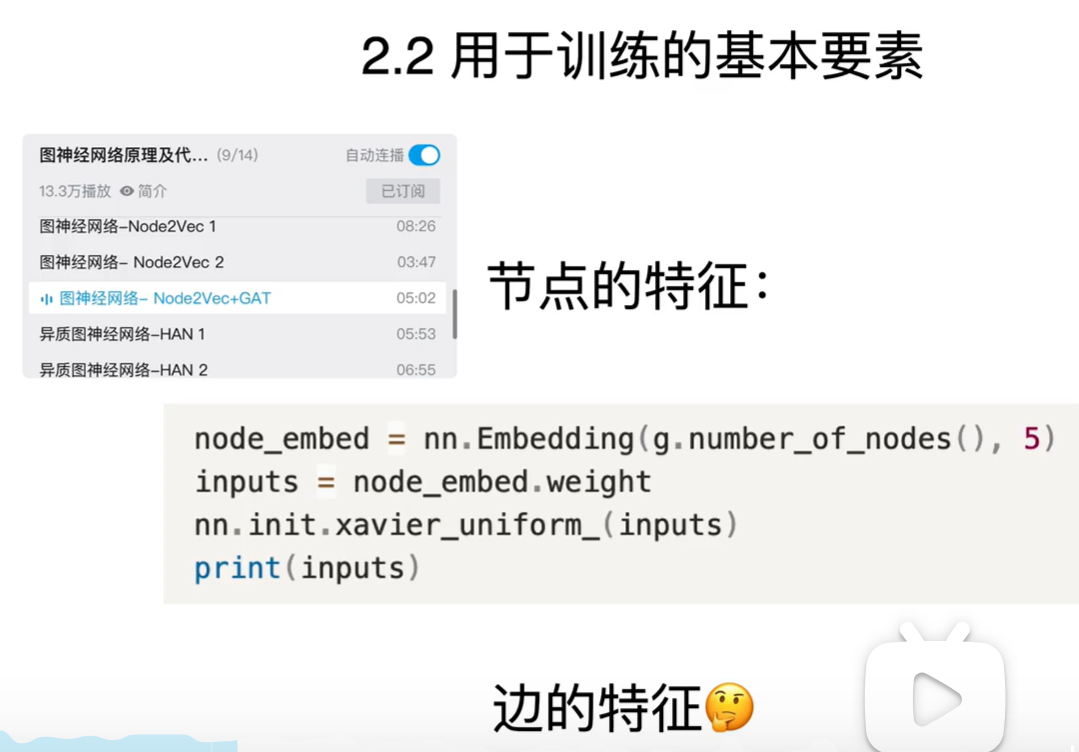 2.2 用于训练的基本要素
图神经网络原理及代... (9/14) 自动连播
13.3万播放 简介 已订阅
图神经网络-Node2Vec 1 08:26
图神经网络- Node2Vec 2 03:47
图神经网络- Node2Vec+GAT 05:02
异质图神经网络-HAN 1 05:53
异质图神经网络-HAN 2 06:55
节点的特征:
node_embed = nn.Embedding(g.number_of_nodes(), 5)
inputs = node_embed.weight
nn.init.xavier_uniform_(inputs)
print(inputs)
边的特征🤔